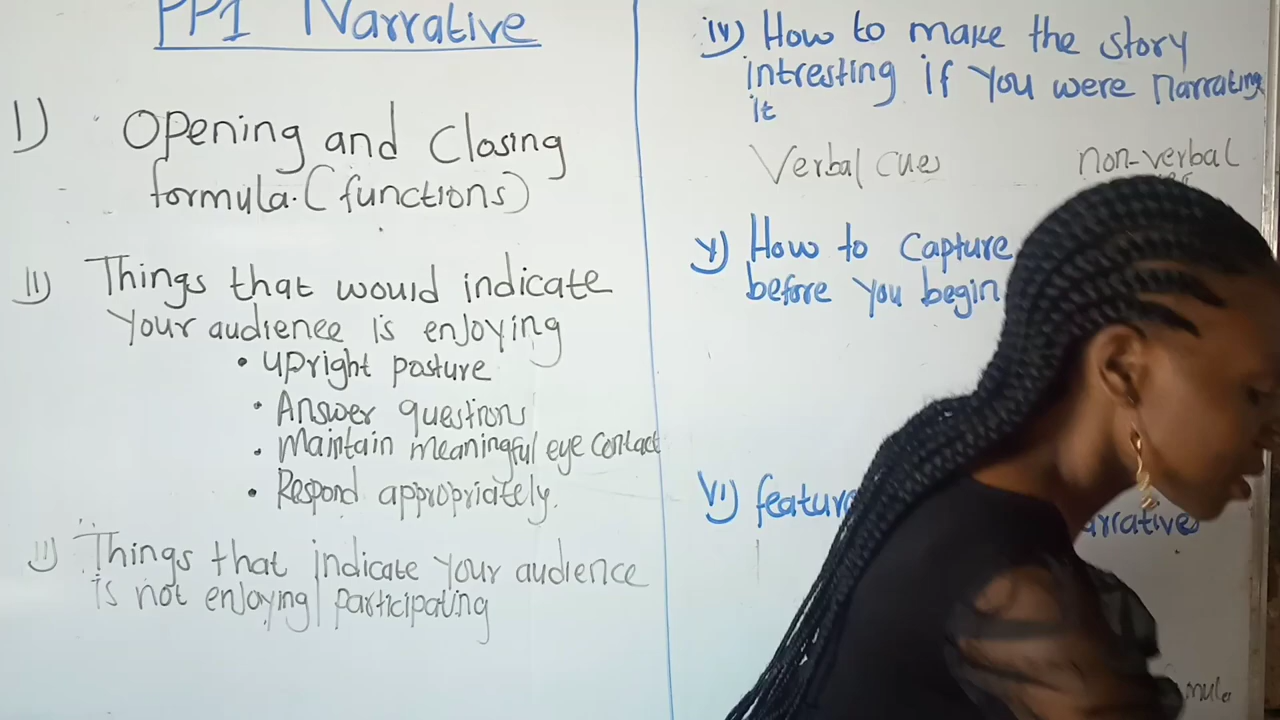 PP1 Narrative
I) Opening and Closing
formula. (functions)
II) Things that would indicate
your audience is enjoying
• upright posture
• Answer questions
• Maintain meaningful eye contact
• Respond appropriately.
III) Things that indicate your audience
is not enjoying/participating
IV) How to make the story
intresting if you were narrating
it
Verbal cues non-verbal
V) How to capture
before you begin
VI) feature arrative
mula